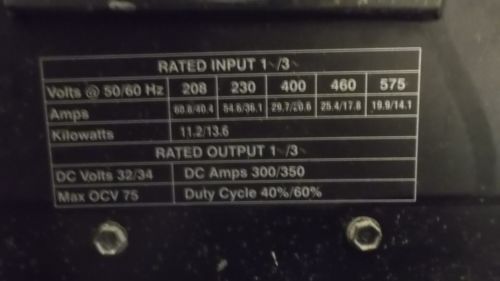 RATED INPUT 1~/3~
Volts @ 50/60 Hz 208 230 400 460 575
Amps 60.6/40.4 54.6/36.1 29.7/20.6 25.4/17.8 19.9/14.1
Kilowatts 11.2/13.6
RATED OUTPUT 1~/3~
DC Volts 32/34 DC Amps 300/350
Max OCV 75 Duty Cycle 40%/60%